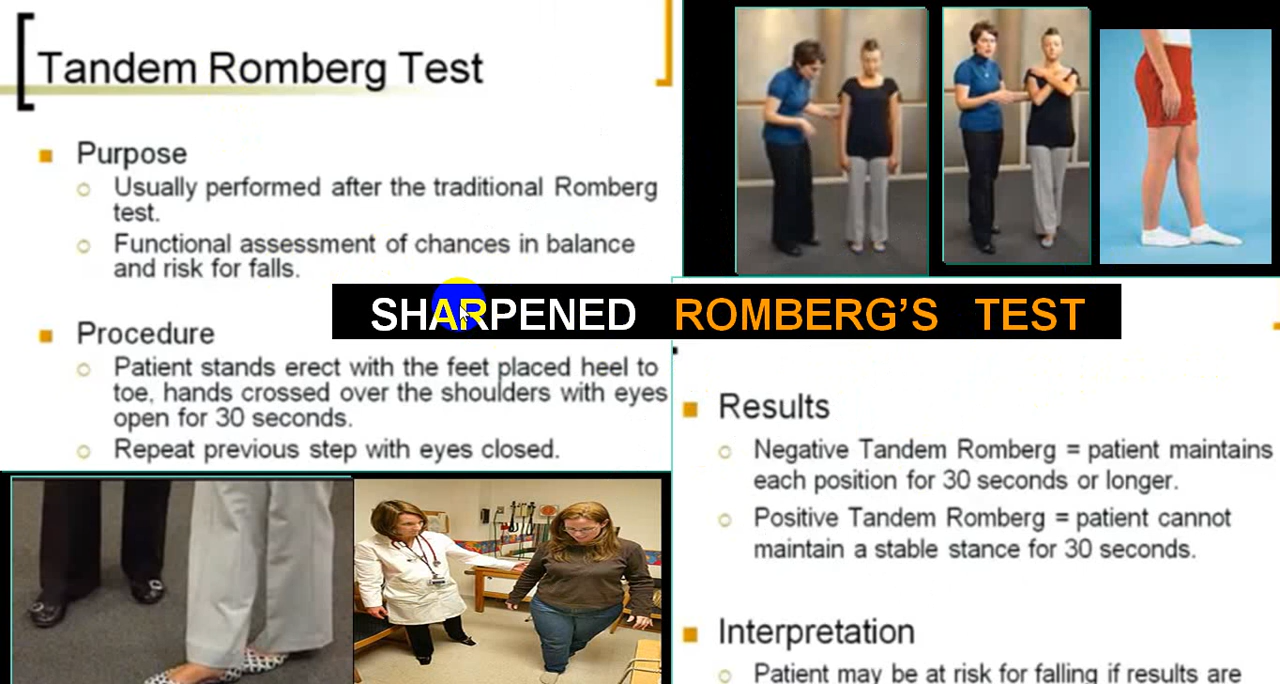 Tandem Romberg Test
Purpose
Usually performed after the traditional Romberg
test.
Functional assessment of chances in balance
and risk for falls.
SHARPENED ROMBERG'S TEST
Procedure
Patient stands erect with the feet placed heel to
toe, hands crossed over the shoulders with eyes
open for 30 seconds.
Repeat previous step with eyes closed.
Results
Negative Tandem Romberg = patient maintains
each position for 30 seconds or longer.
Positive Tandem Romberg = patient cannot
maintain a stable stance for 30 seconds.
Interpretation
Patient may be at risk for falling if results are